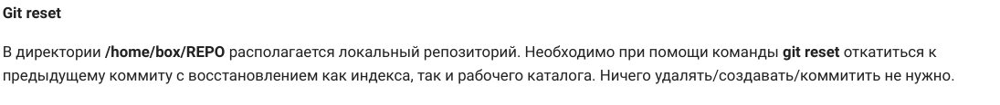 Git reset
В директории /home/box/REPO располагается локальный репозиторий. Необходимо при помощи команды git reset откатиться к
предыдущему коммиту с восстановлением как индекса, так и рабочего каталога. Ничего удалять/создавать/коммитить не нужно.